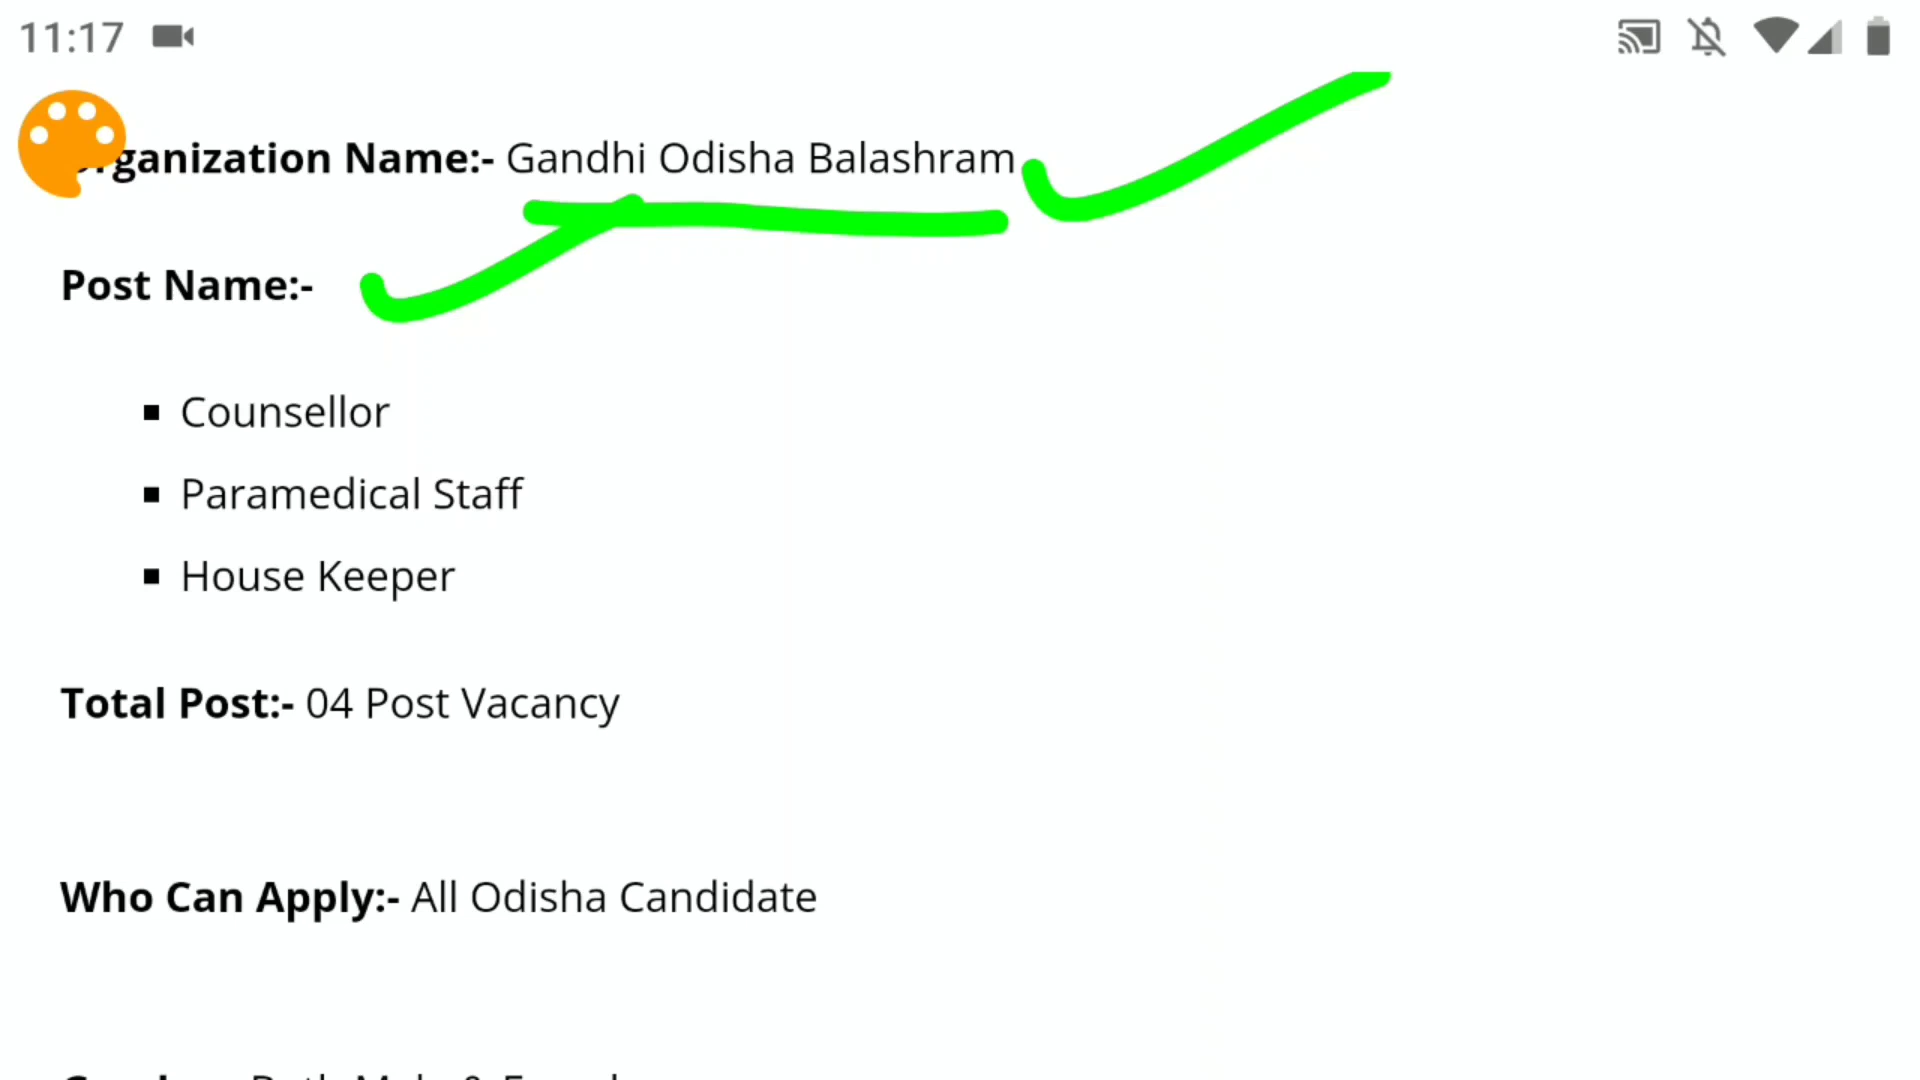 11:17
Organization Name:- Gandhi Odisha Balashram
Post Name:-
Counsellor
Paramedical Staff
House Keeper
Total Post:- 04 Post Vacancy
Who Can Apply:- All Odisha Candidate